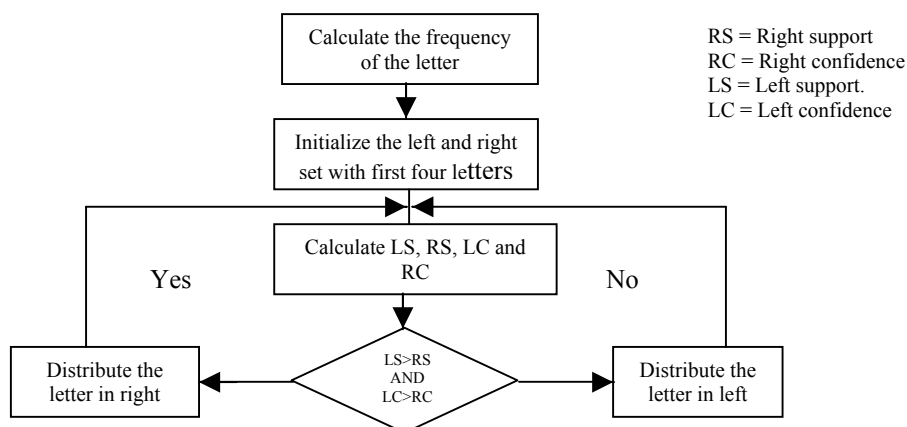 Calculate the frequency
of the letter
RS = Right support
RC = Right confidence
LS = Left support.
LC = Left confidence
Initialize the left and right
set with first four letters
Calculate LS, RS, LC and
RC
Yes
No
Distribute the
letter in right
LS>RS
AND
LC>RC
Distribute the
letter in left